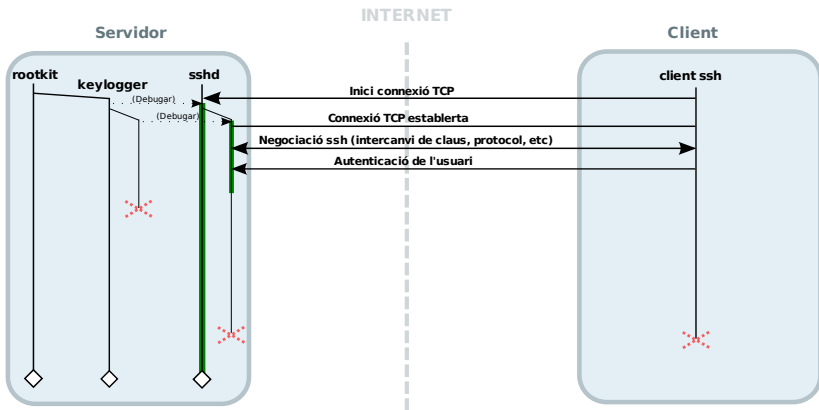 INTERNET
Servidor
Client
rootkit
keylogger
sshd
client ssh
Inici connexió TCP
(Debugar)
Connexió TCP establerta
(Debugar)
Negociació ssh (intercanvi de claus, protocol, etc)
Autenticació de l'usuari